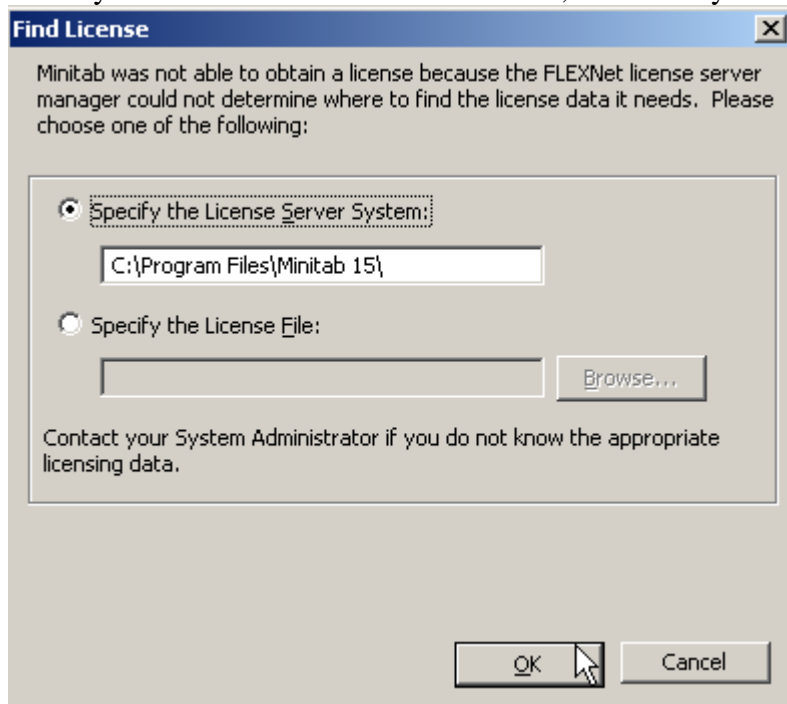 Find License
Minitab was not able to obtain a license because the FLEXNet license server
manager could not determine where to find the license data it needs. Please
choose one of the following:
Specify the License Server System:
C:\Program Files\Minitab 15\
Specify the License File:
Browse...
Contact your System Administrator if you do not know the appropriate
licensing data.
OK
Cancel